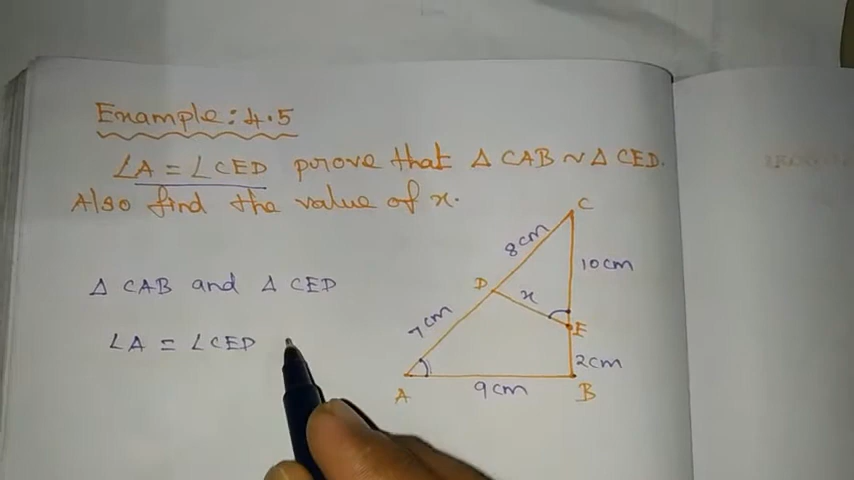 Example: 4.5
∠A = ∠CED prove that Δ CAB ~ Δ CED.
Also find the value of x.
Δ CAB and Δ CED
∠A = ∠CED
C
8cm
10cm
D
x
7cm
E
2cm
A
9cm
B